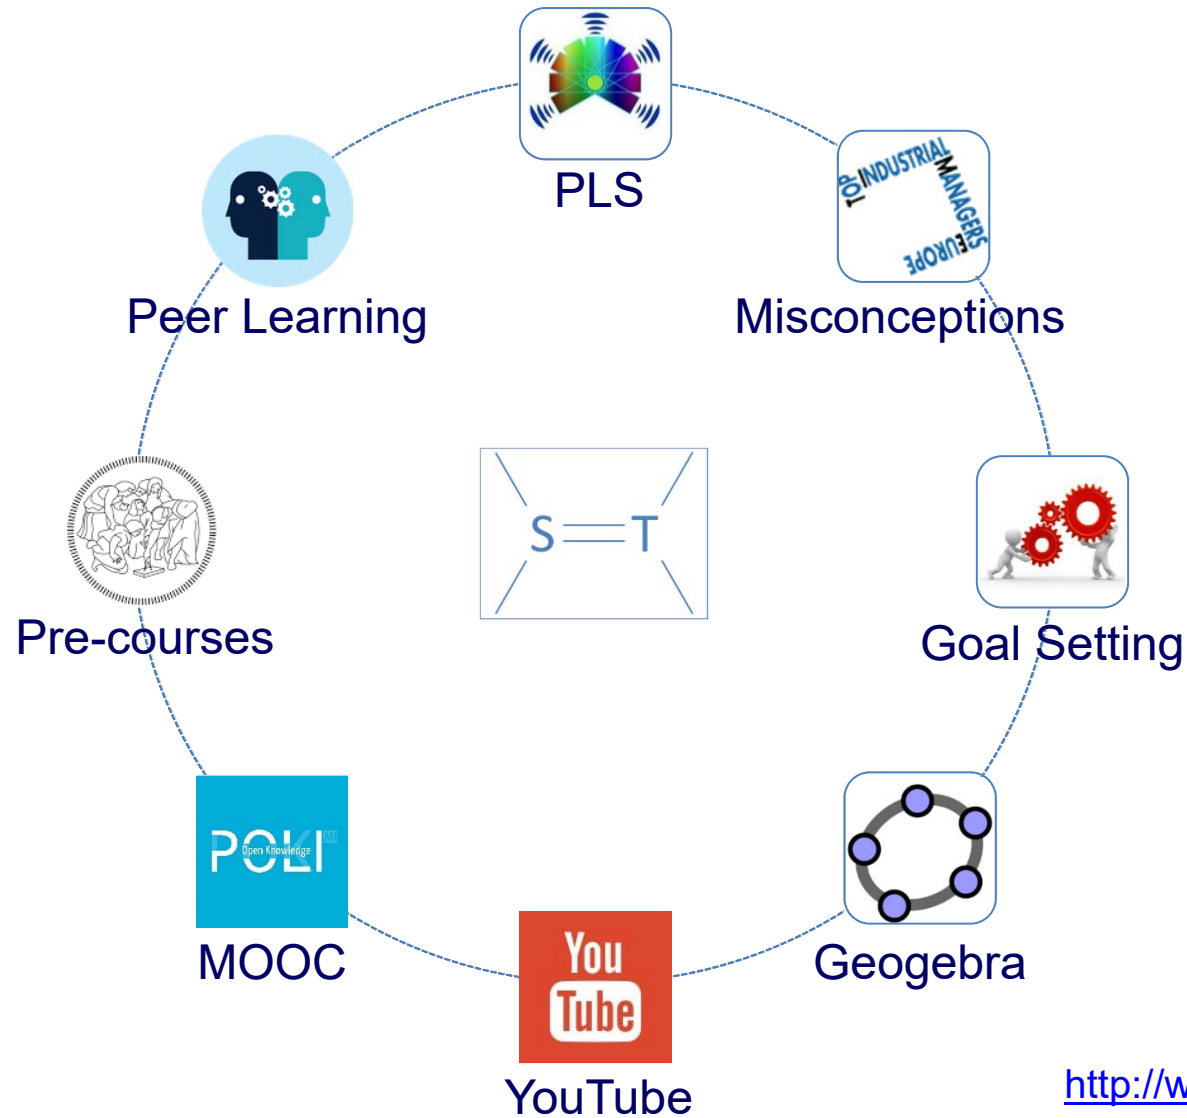 PLS
TOP INDUSTRIAL MANAGERS EUROPE
Peer Learning
Misconceptions
S T
Pre-courses
Goal Setting
POLI MI
Open Knowledge
MOOC
You
Tube
Geogebra
YouTube
http://w